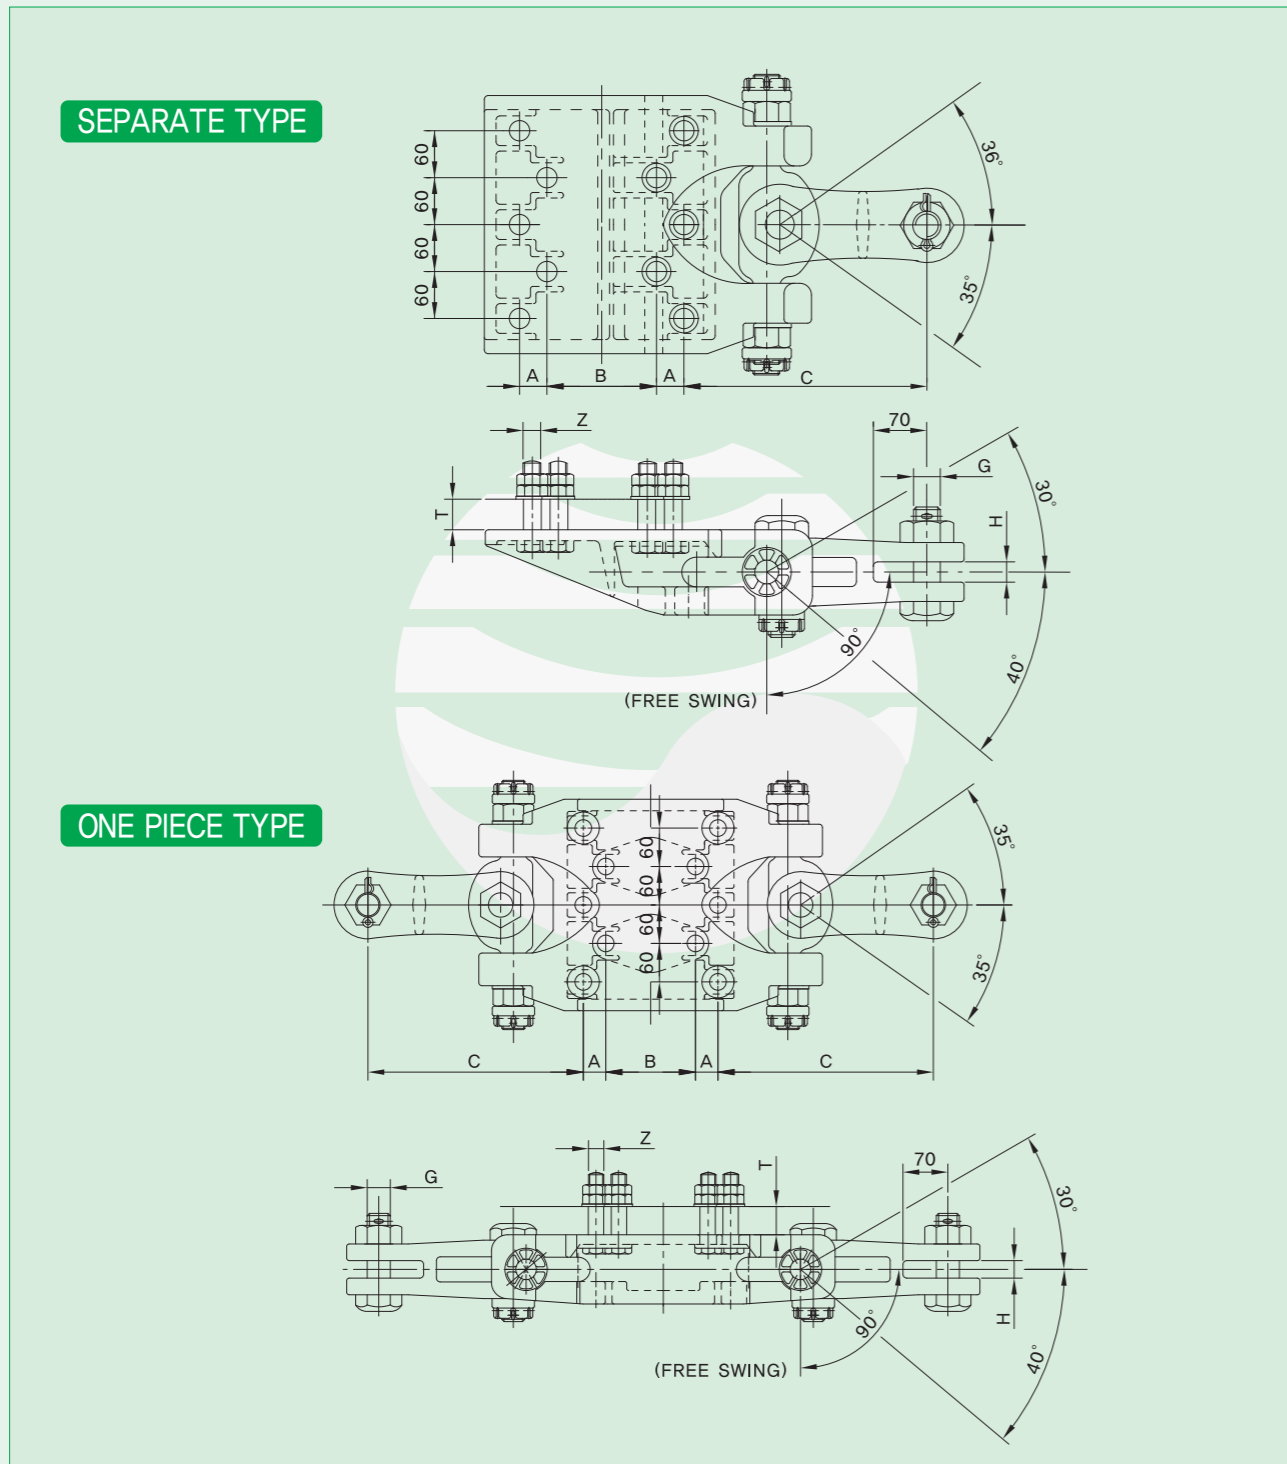 SEPARATE TYPE
36°
35°
60
60
60
60
A B A C
Z
70
G
T
H
30°
90°
40°
(FREE SWING)
ONE PIECE TYPE
35°
35°
60
60
60
60
C A B A C
Z
T
70
G
30°
H
90°
40°
(FREE SWING)